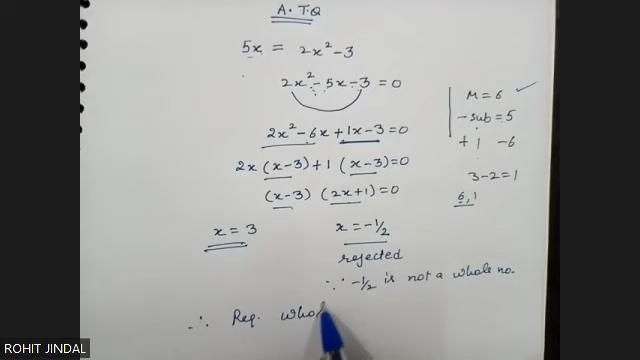 A.T.Q
5x = 2x² - 3
2x² - 5x - 3 = 0
2x² - 6x + 1x - 3 = 0
2x (x-3) + 1 (x-3) = 0
(x-3) (2x+1) = 0
x = 3 x = -1/2
rejected
∵ -1/2 is not a whole no.
∴ Req. who
M = 6 ✓
- sub = 5
+1 -6
3-2=1
6,1
ROHIT JINDAL